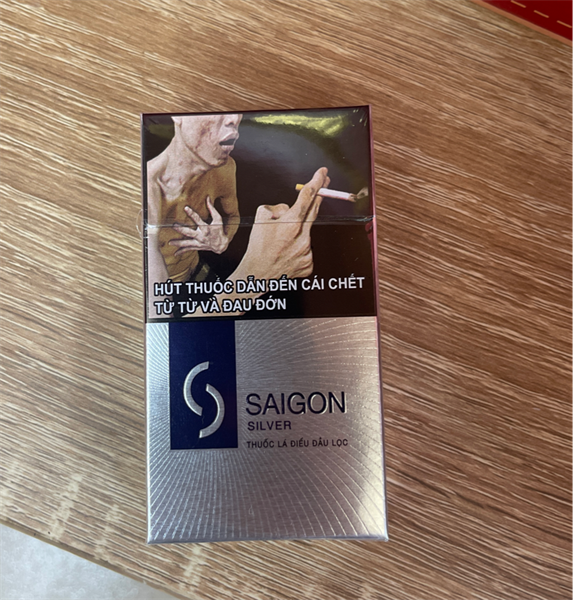 HÚT THUỐC DẪN ĐẾN CÁI CHẾT
TỪ TỪ VÀ ĐAU ĐỚN
SAIGON
SILVER
THUỐC LÁ ĐIẾU ĐẦU LỌC